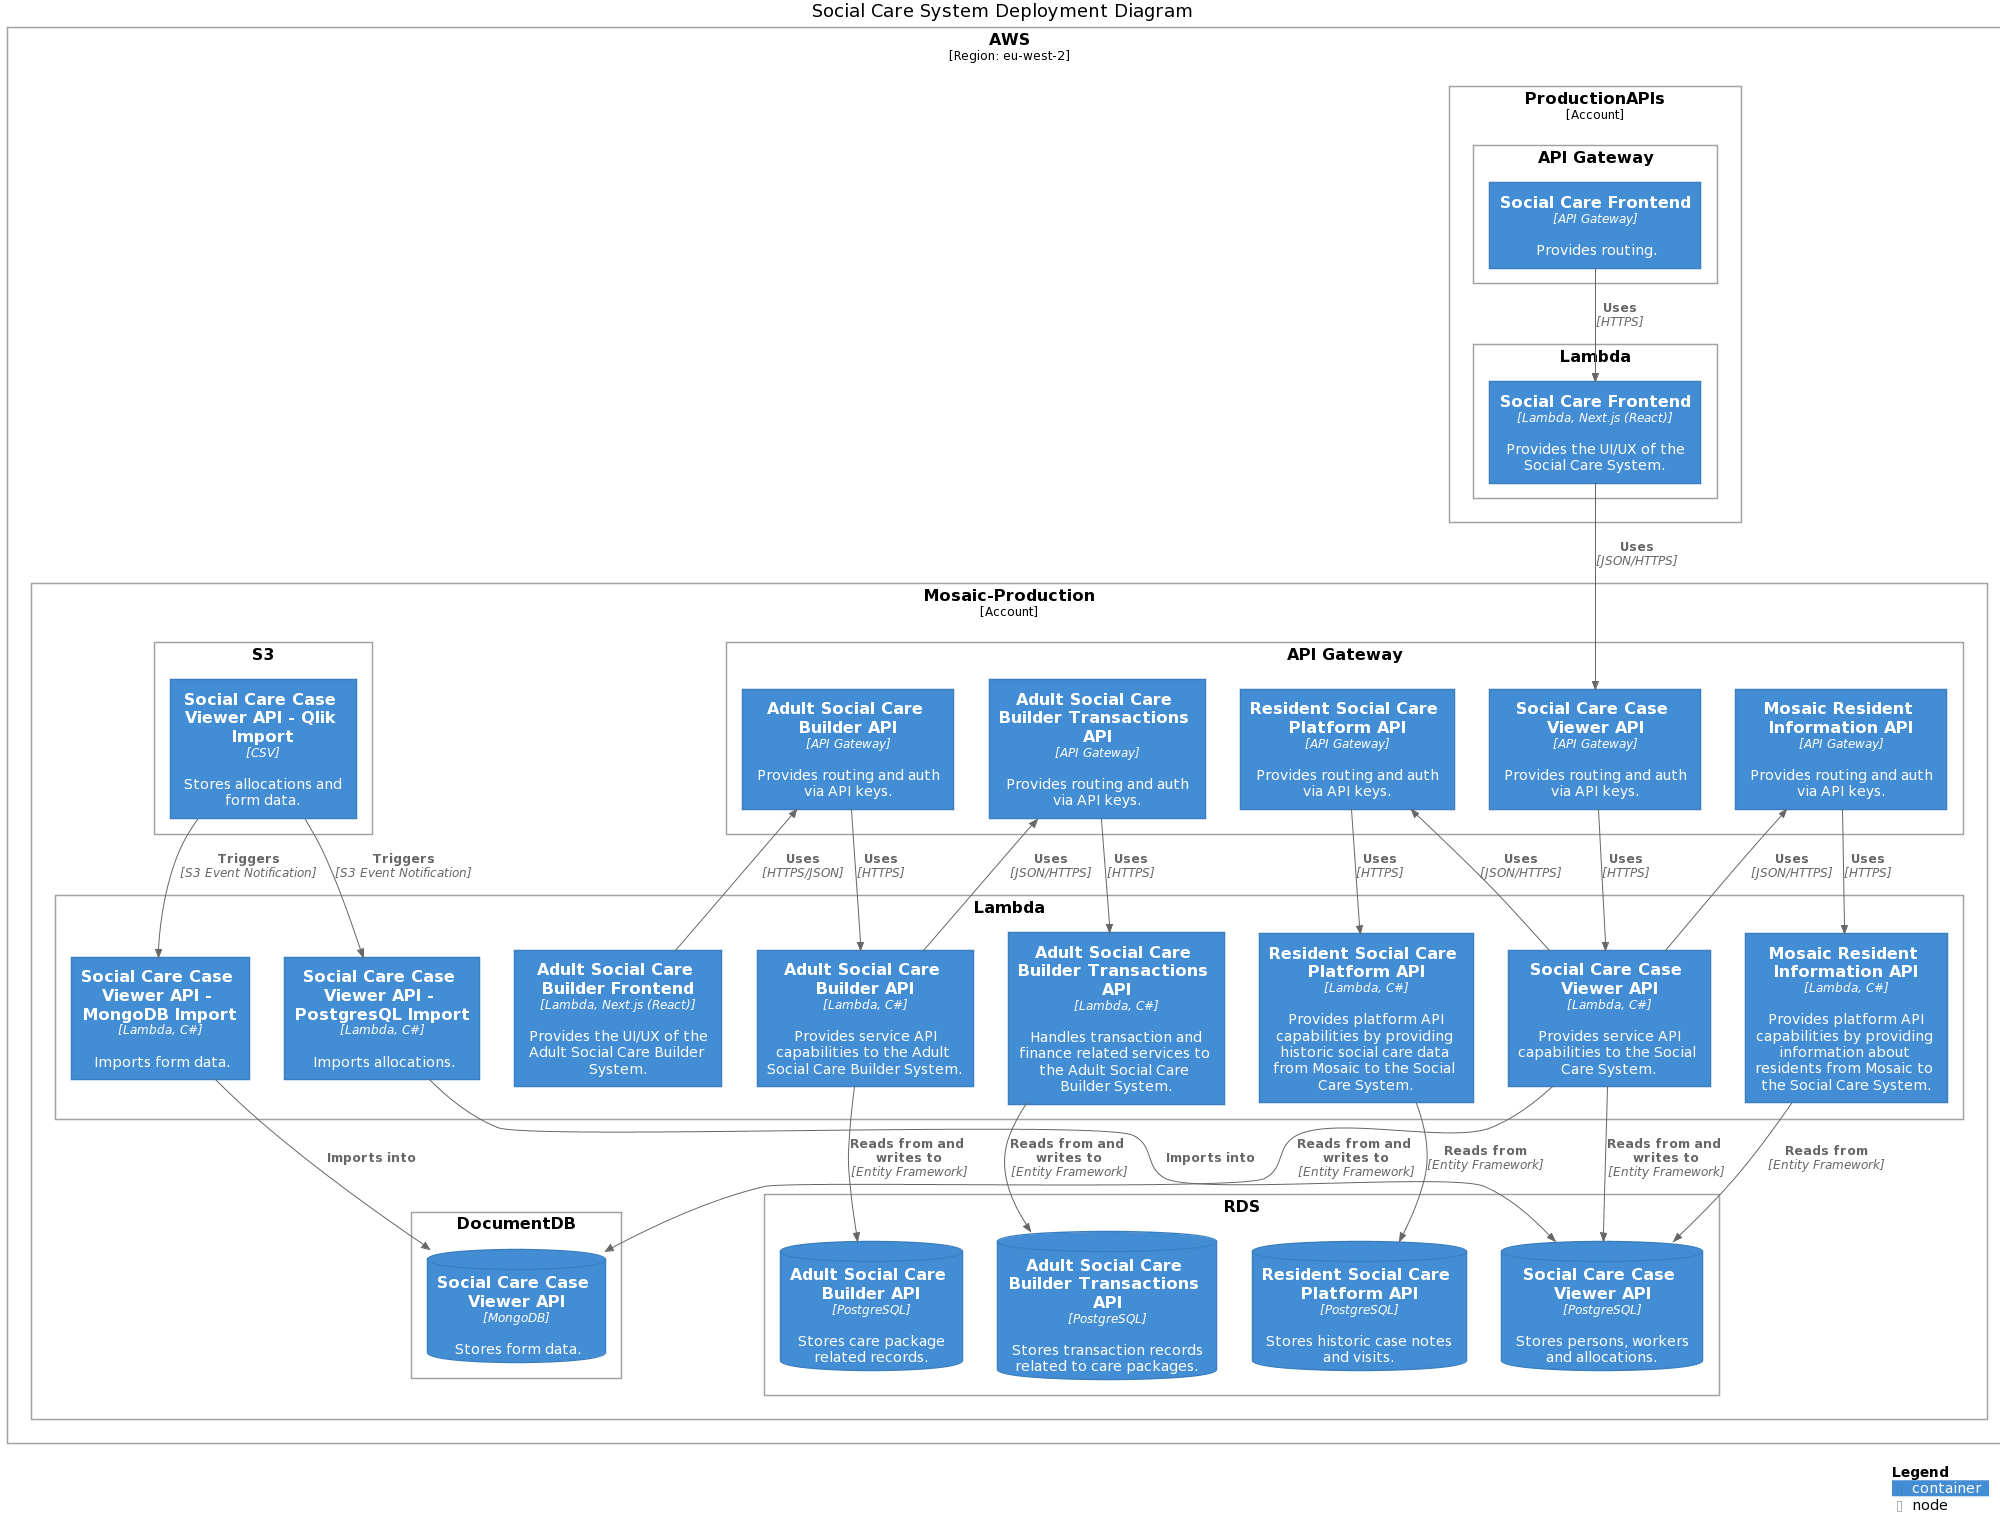 Social Care System Deployment Diagram
AWS
[Region: eu-west-2]
ProductionAPIs
[Account]
API Gateway
Social Care Frontend
[API Gateway]
Provides routing.
Uses
[HTTPS]
Lambda
Social Care Frontend
[Lambda, Next.js (React)]
Provides the UI/UX of the
Social Care System.
Uses
[JSON/HTTPS]
Mosaic-Production
[Account]
S3
Social Care Case
Viewer API - Qlik
Import
[CSV]
Stores allocations and
form data.
API Gateway
Adult Social Care
Builder API
[API Gateway]
Provides routing and auth
via API keys.
Adult Social Care
Builder Transactions
API
[API Gateway]
Provides routing and auth
via API keys.
Resident Social Care
Platform API
[API Gateway]
Provides routing and auth
via API keys.
Social Care Case
Viewer API
[API Gateway]
Provides routing and auth
via API keys.
Mosaic Resident
Information API
[API Gateway]
Provides routing and auth
via API keys.
Triggers
[S3 Event Notification]
Triggers
[S3 Event Notification]
Uses
[HTTPS/JSON]
Uses
[HTTPS]
Uses
[JSON/HTTPS]
Uses
[HTTPS]
Uses
[HTTPS]
Uses
[JSON/HTTPS]
Uses
[HTTPS]
Uses
[JSON/HTTPS]
Uses
[HTTPS]
Lambda
Social Care Case
Viewer API -
MongoDB Import
[Lambda, C#]
Imports form data.
Social Care Case
Viewer API -
PostgresQL Import
[Lambda, C#]
Imports allocations.
Adult Social Care
Builder Frontend
[Lambda, Next.js (React)]
Provides the UI/UX of the
Adult Social Care Builder
System.
Adult Social Care
Builder API
[Lambda, C#]
Provides service API
capabilities to the Adult
Social Care Builder System.
Adult Social Care
Builder Transactions
API
[Lambda, C#]
Handles transaction and
finance related services to
the Adult Social Care
Builder System.
Resident Social Care
Platform API
[Lambda, C#]
Provides platform API
capabilities by providing
historic social care data
from Mosaic to the Social
Care System.
Social Care Case
Viewer API
[Lambda, C#]
Provides service API
capabilities to the Social
Care System.
Mosaic Resident
Information API
[Lambda, C#]
Provides platform API
capabilities by providing
information about
residents from Mosaic to
the Social Care System.
Imports into
Reads from and
writes to
[Entity Framework]
Reads from and
writes to
[Entity Framework]
Imports into
Reads from and
writes to
[Entity Framework]
Reads from
[Entity Framework]
Reads from and
writes to
[Entity Framework]
Reads from
[Entity Framework]
DocumentDB
Social Care Case
Viewer API
[MongoDB]
Stores form data.
RDS
Adult Social Care
Builder API
[PostgreSQL]
Stores care package
related records.
Adult Social Care
Builder Transactions
API
[PostgreSQL]
Stores transaction records
related to care packages.
Resident Social Care
Platform API
[PostgreSQL]
Stores historic case notes
and visits.
Social Care Case
Viewer API
[PostgreSQL]
Stores persons, workers
and allocations.
Legend
container
node